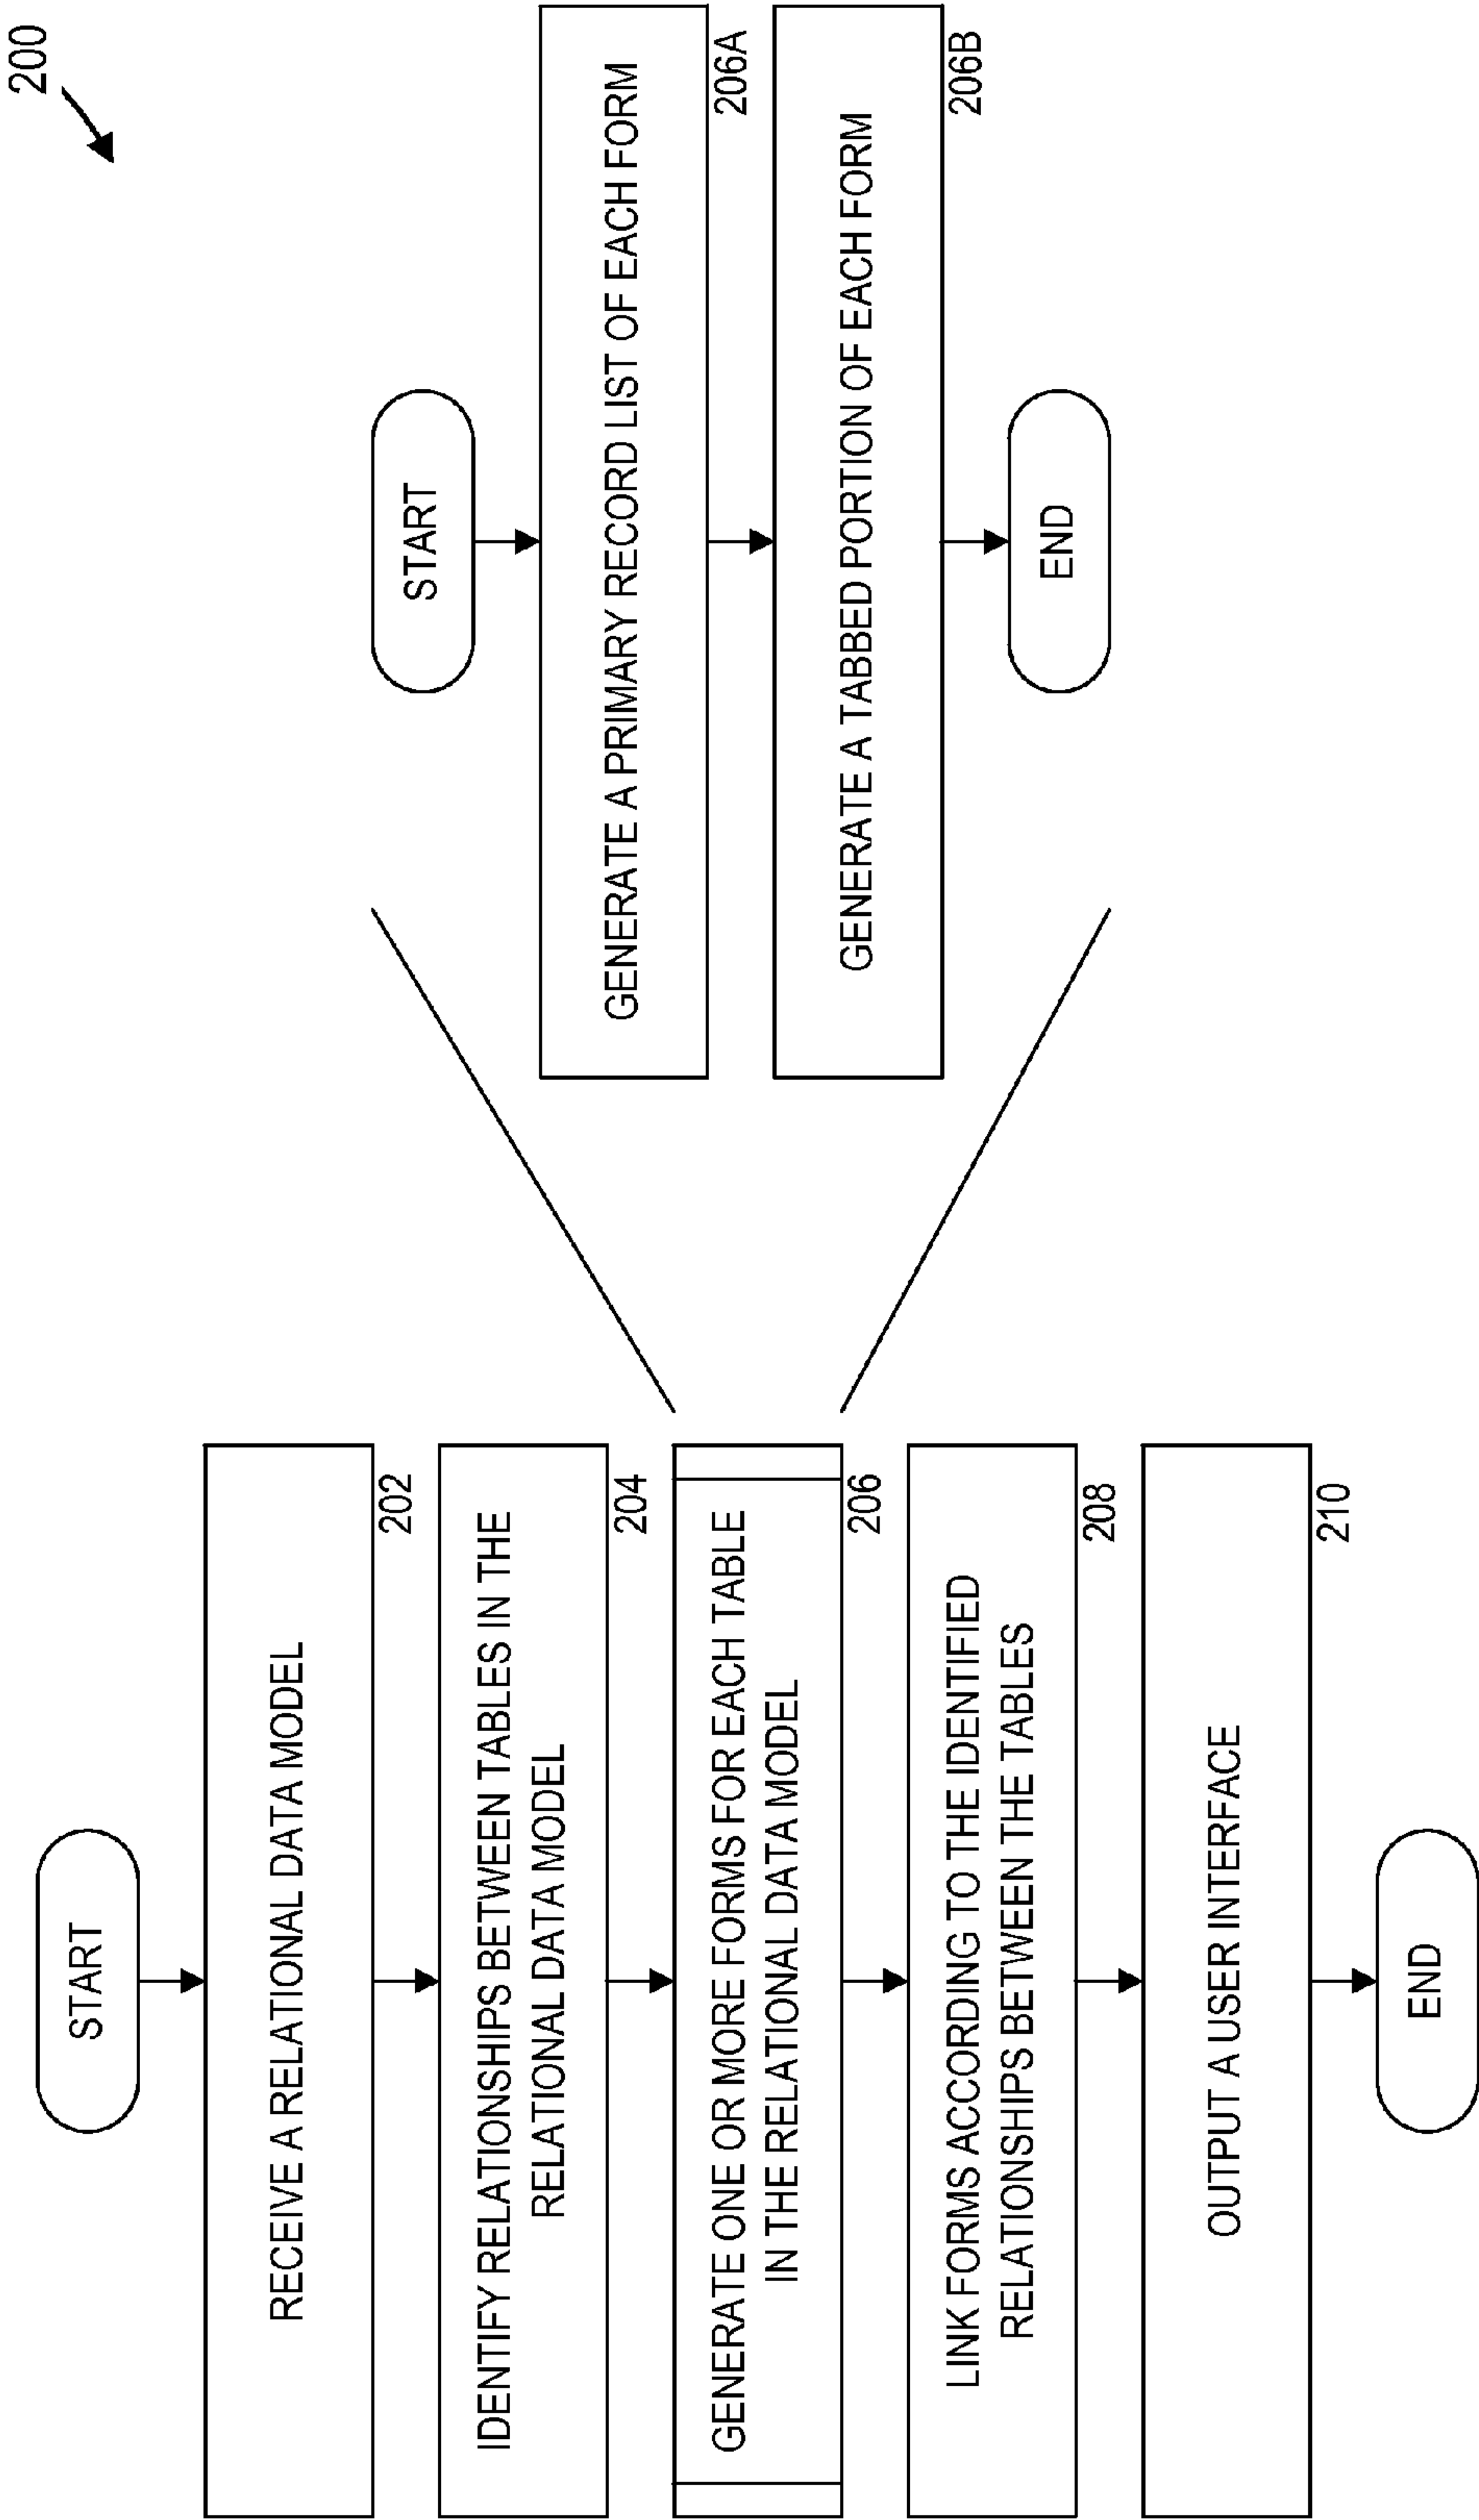 200
START
RECEIVE A RELATIONAL DATA MODEL
202
IDENTIFY RELATIONSHIPS BETWEEN TABLES IN THE
RELATIONAL DATA MODEL
204
GENERATE ONE OR MORE FORMS FOR EACH TABLE
IN THE RELATIONAL DATA MODEL
206
LINK FORMS ACCORDING TO THE IDENTIFIED
RELATIONSHIPS BETWEEN THE TABLES
208
OUTPUT A USER INTERFACE
210
END
START
GENERATE A PRIMARY RECORD LIST OF EACH FORM
206A
GENERATE A TABBED PORTION OF EACH FORM
206B
END